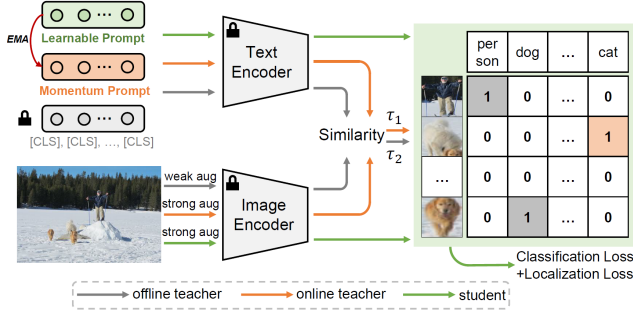 EMA
Learnable Prompt
Momentum Prompt
[CLS], [CLS], ..., [CLS]
Text
Encoder
Similarity
τ1
τ2
weak aug
strong aug
strong aug
Image
Encoder
per
son
dog
...
cat
1 0 ... 0
0 0 ... 1
... 0 0 ... 0
0 1 ... 0
Classification Loss
+Localization Loss
offline teacher
online teacher
student